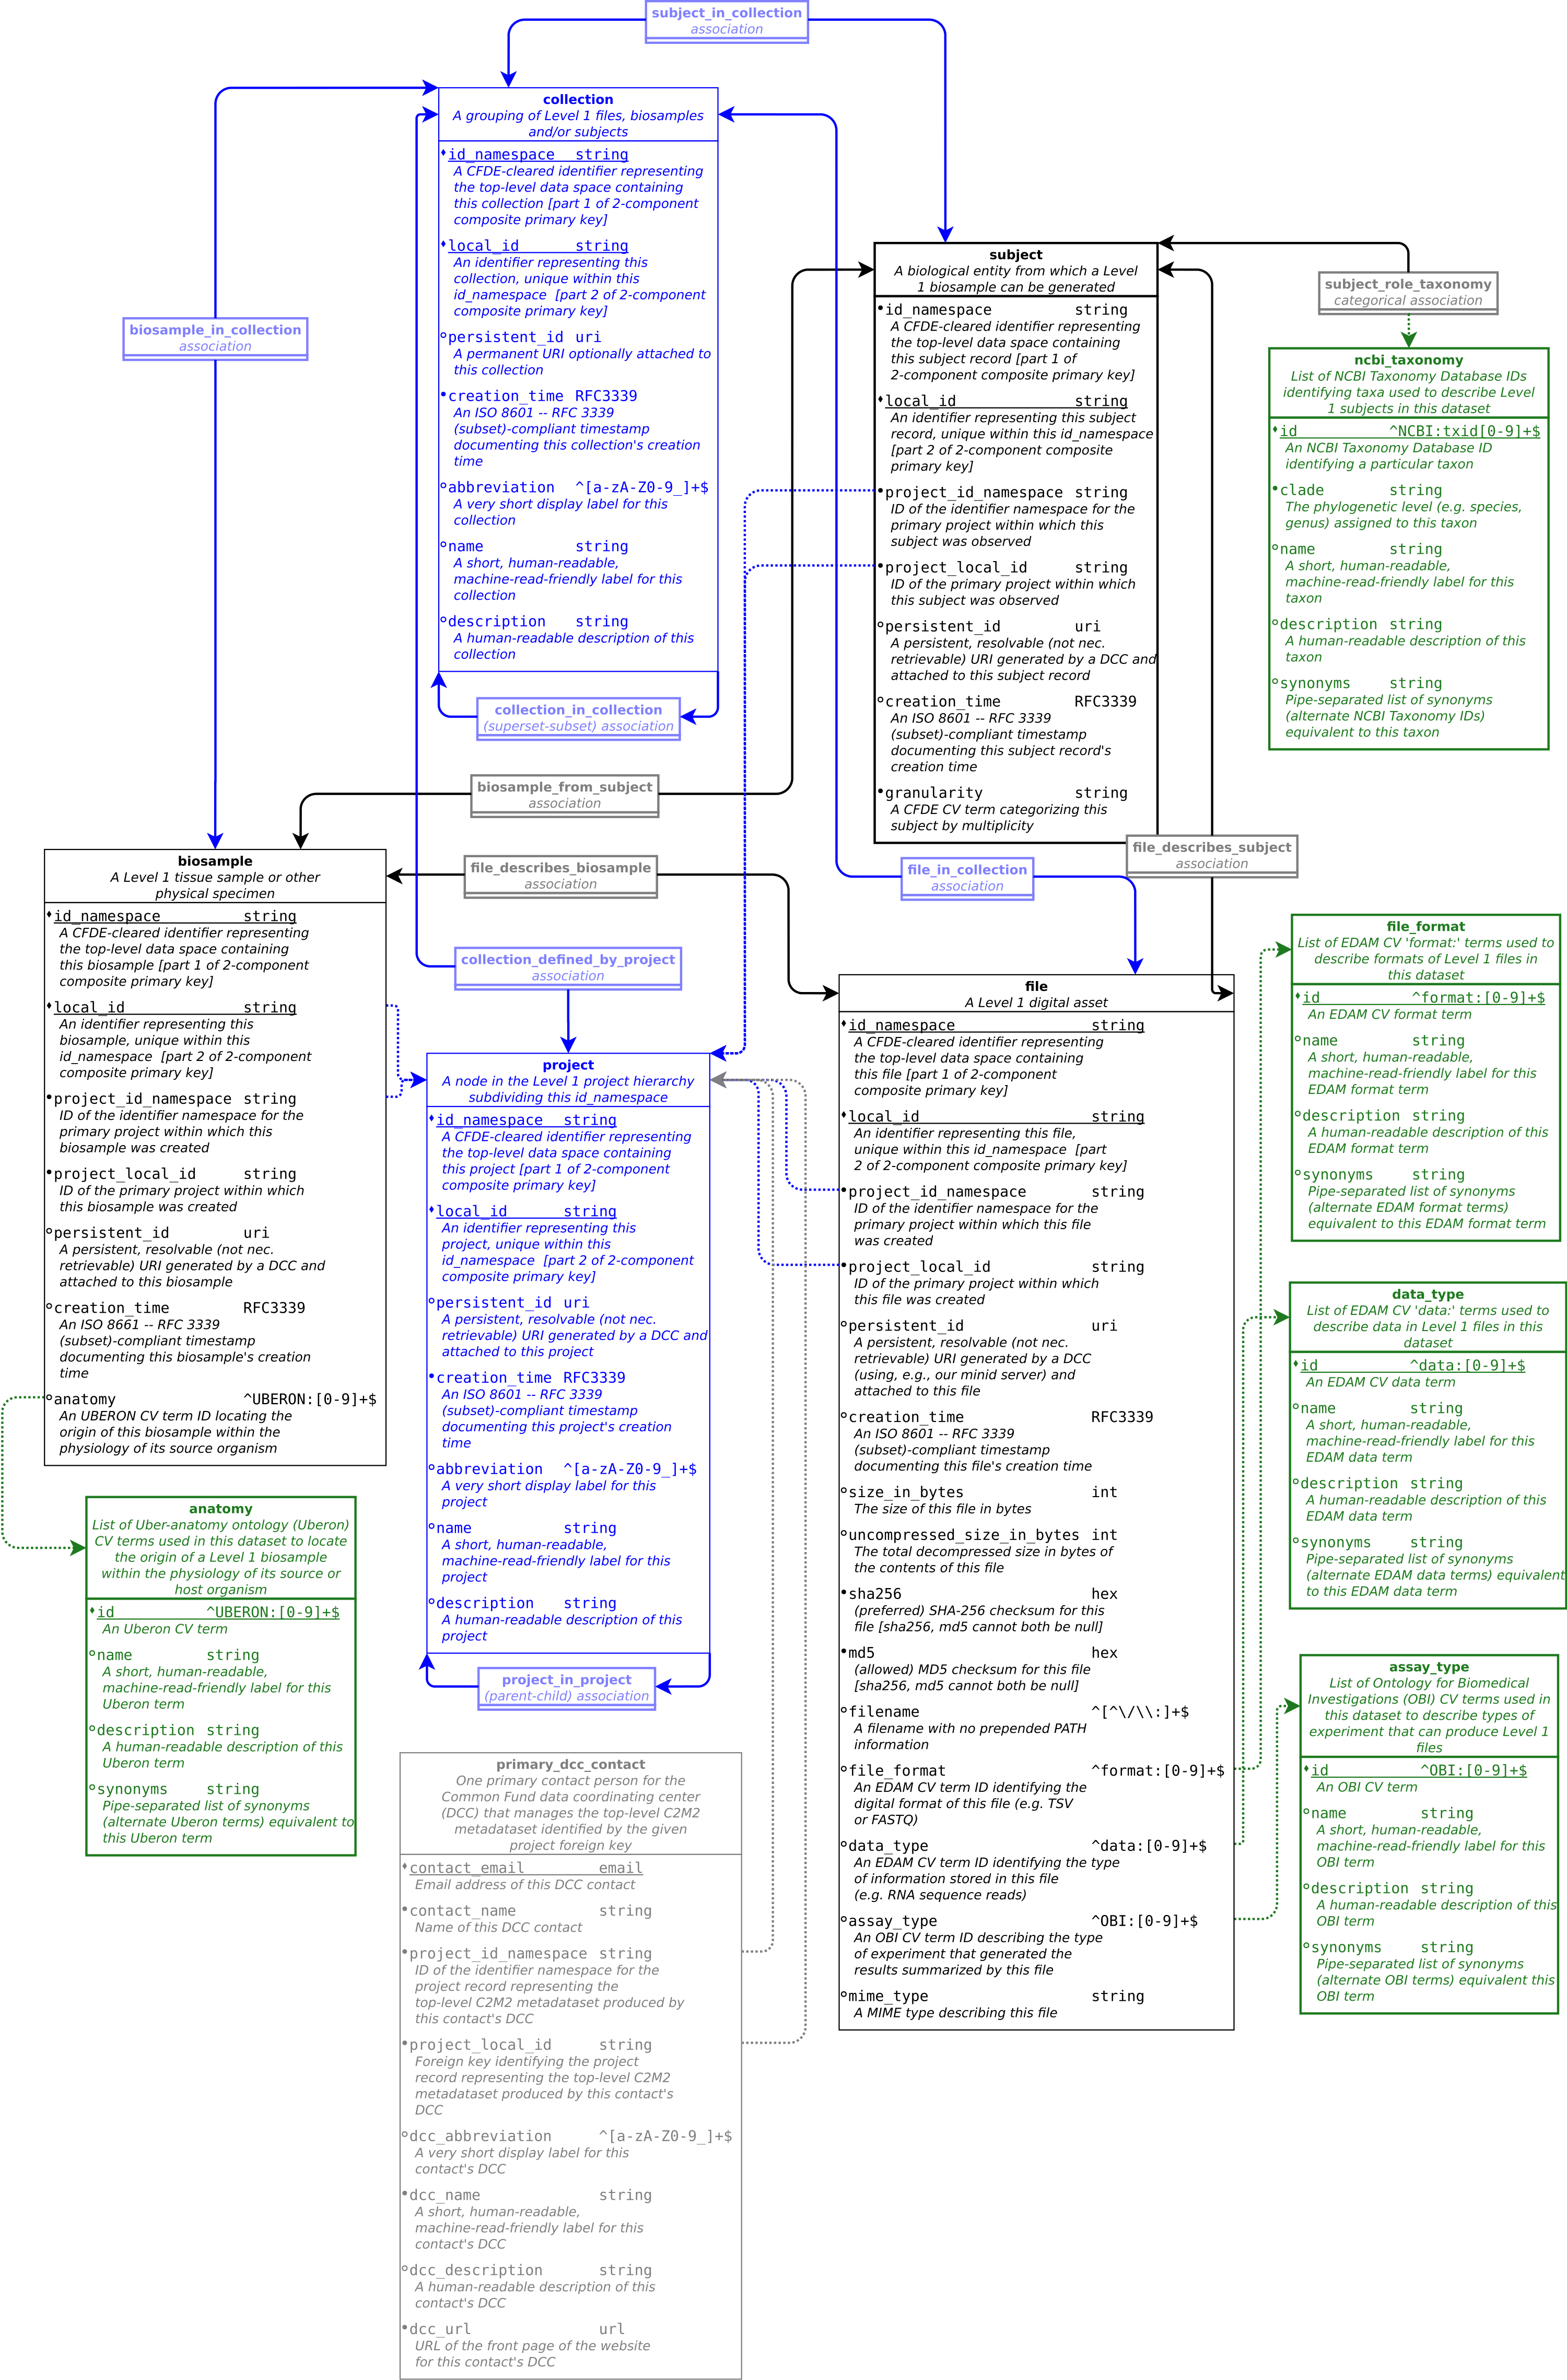 subject_in_collection
association
collection
A grouping of Level 1 files, biosamples
and/or subjects
id_namespace string
A CFDE-cleared identifier representing
the top-level data space containing
this collection [part 1 of 2-component
composite primary key]
local_id string
An identifier representing this
collection, unique within this
id_namespace [part 2 of 2-component
composite primary key]
persistent_id uri
A permanent URI optionally attached to
this collection
creation_time RFC3339
An ISO 8601 -- RFC 3339
(subset)-compliant timestamp
documenting this collection's creation
time
abbreviation ^[a-zA-Z0-9_]+$
A very short display label for this
collection
name string
A short, human-readable,
machine-read-friendly label for this
collection
description string
A human-readable description of this
collection
subject
A biological entity from which a Level
1 biosample can be generated
id_namespace string
A CFDE-cleared identifier representing
the top-level data space containing
this subject record [part 1 of
2-component composite primary key]
local_id string
An identifier representing this subject
record, unique within this id_namespace
[part 2 of 2-component composite
primary key]
project_id_namespace string
ID of the identifier namespace for the
primary project within which this
subject was observed
project_local_id string
ID of the primary project within which
this subject was observed
persistent_id uri
A persistent, resolvable (not nec.
retrievable) URI generated by a DCC and
attached to this subject record
creation_time RFC3339
An ISO 8601 -- RFC 3339
(subset)-compliant timestamp
documenting this subject record's
creation time
granularity string
A CFDE CV term categorizing this
subject by multiplicity
subject_role_taxonomy
categorical association
ncbi_taxonomy
List of NCBI Taxonomy Database IDs
identifying taxa used to describe Level
1 subjects in this dataset
id ^NCBI:txid[0-9]+$
An NCBI Taxonomy Database ID
identifying a particular taxon
clade string
The phylogenetic level (e.g. species,
genus) assigned to this taxon
name string
A short, human-readable,
machine-read-friendly label for this
taxon
description string
A human-readable description of this
taxon
synonyms string
Pipe-separated list of synonyms
(alternate NCBI Taxonomy IDs)
equivalent to this taxon
biosample_in_collection
association
collection_in_collection
(superset-subset) association
biosample_from_subject
association
file_describes_biosample
association
file_in_collection
association
file_describes_subject
association
collection_defined_by_project
association
biosample
A Level 1 tissue sample or other
physical specimen
id_namespace string
A CFDE-cleared identifier representing
the top-level data space containing
this biosample [part 1 of 2-component
composite primary key]
local_id string
An identifier representing this
biosample, unique within this
id_namespace [part 2 of 2-component
composite primary key]
project_id_namespace string
ID of the identifier namespace for the
primary project within which this
biosample was created
project_local_id string
ID of the primary project within which
this biosample was created
persistent_id uri
A persistent, resolvable (not nec.
retrievable) URI generated by a DCC and
attached to this biosample
creation_time RFC3339
An ISO 8601 -- RFC 3339
(subset)-compliant timestamp
documenting this biosample's creation
time
anatomy ^UBERON:[0-9]+$
An UBERON CV term ID locating the
origin of this biosample within the
physiology of its source organism
anatomy
List of Uber-anatomy ontology (Uberon)
CV terms used in this dataset to locate
the origin of a Level 1 biosample
within the physiology of its source or
host organism
id ^UBERON:[0-9]+$
An Uberon CV term
name string
A short, human-readable,
machine-read-friendly label for this
Uberon term
description string
A human-readable description of this
Uberon term
synonyms string
Pipe-separated list of synonyms
(alternate Uberon terms) equivalent to
this Uberon term
project
A node in the Level 1 project hierarchy
subdividing this id_namespace
id_namespace string
A CFDE-cleared identifier representing
the top-level data space containing
this project [part 1 of 2-component
composite primary key]
local_id string
An identifier representing this
project, unique within this
id_namespace [part 2 of 2-component
composite primary key]
persistent_id uri
A persistent, resolvable (not nec.
retrievable) URI generated by a DCC and
attached to this project
creation_time RFC3339
An ISO 8601 -- RFC 3339
(subset)-compliant timestamp
documenting this project's creation
time
abbreviation ^[a-zA-Z0-9_]+$
A very short display label for this
project
name string
A short, human-readable,
machine-read-friendly label for this
project
description string
A human-readable description of this
project
project_in_project
(parent-child) association
primary_dcc_contact
One primary contact person for the
Common Fund data coordinating center
(DCC) that manages the top-level C2M2
metadataset identified by the given
project foreign key
contact_email email
Email address of this DCC contact
contact_name string
Name of this DCC contact
project_id_namespace string
ID of the identifier namespace for the
project record representing the
top-level C2M2 metadataset produced by
this contact's DCC
project_local_id string
Foreign key identifying the project
record representing the top-level C2M2
metadataset produced by this contact's
DCC
dcc_abbreviation ^[a-zA-Z0-9_]+$
A very short display label for this
contact's DCC
dcc_name string
A short, human-readable,
machine-read-friendly label for this
contact's DCC
dcc_description string
A human-readable description of this
contact's DCC
dcc_url url
URL of the front page of the website
for this contact's DCC
file
A Level 1 digital asset
id_namespace string
A CFDE-cleared identifier representing
the top-level data space containing
this file [part 1 of 2-component
composite primary key]
local_id string
An identifier representing this file,
unique within this id_namespace [part
2 of 2-component composite primary key]
project_id_namespace string
ID of the identifier namespace for the
primary project within which this file
was created
project_local_id string
ID of the primary project within which
this file was created
persistent_id uri
A persistent, resolvable (not nec.
retrievable) URI generated by a DCC
(using, e.g., our minid server) and
attached to this file
creation_time RFC3339
An ISO 8601 -- RFC 3339
(subset)-compliant timestamp
documenting this file's creation time
size_in_bytes int
The size of this file in bytes
uncompressed_size_in_bytes int
The total decompressed size in bytes of
the contents of this file
sha256 hex
(preferred) SHA-256 checksum for this
file [sha256, md5 cannot both be null]
md5 hex
(allowed) MD5 checksum for this file
[sha256, md5 cannot both be null]
filename ^[^\/\\:]+$
A filename with no prepended PATH
information
file_format ^format:[0-9]+$
An EDAM CV term ID identifying the
digital format of this file (e.g. TSV
or FASTQ)
data_type ^data:[0-9]+$
An EDAM CV term ID identifying the type
of information stored in this file
(e.g. RNA sequence reads)
assay_type ^OBI:[0-9]+$
An OBI CV term ID describing the type
of experiment that generated the
results summarized by this file
mime_type string
A MIME type describing this file
file_format
List of EDAM CV 'format:' terms used to
describe formats of Level 1 files in
this dataset
id ^format:[0-9]+$
An EDAM CV format term
name string
A short, human-readable,
machine-read-friendly label for this
EDAM format term
description string
A human-readable description of this
EDAM format term
synonyms string
Pipe-separated list of synonyms
(alternate EDAM format terms)
equivalent to this EDAM format term
data_type
List of EDAM CV 'data:' terms used to
describe data in Level 1 files in this
dataset
id ^data:[0-9]+$
An EDAM CV data term
name string
A short, human-readable,
machine-read-friendly label for this
EDAM data term
description string
A human-readable description of this
EDAM data term
synonyms string
Pipe-separated list of synonyms
(alternate EDAM data terms) equivalent
to this EDAM data term
assay_type
List of Ontology for Biomedical
Investigations (OBI) CV terms used in
this dataset to describe types of
experiment that can produce Level 1
files
id ^OBI:[0-9]+$
An OBI CV term
name string
A short, human-readable,
machine-read-friendly label for this
OBI term
description string
A human-readable description of this
OBI term
synonyms string
Pipe-separated list of synonyms
(alternate OBI terms) equivalent this
OBI term